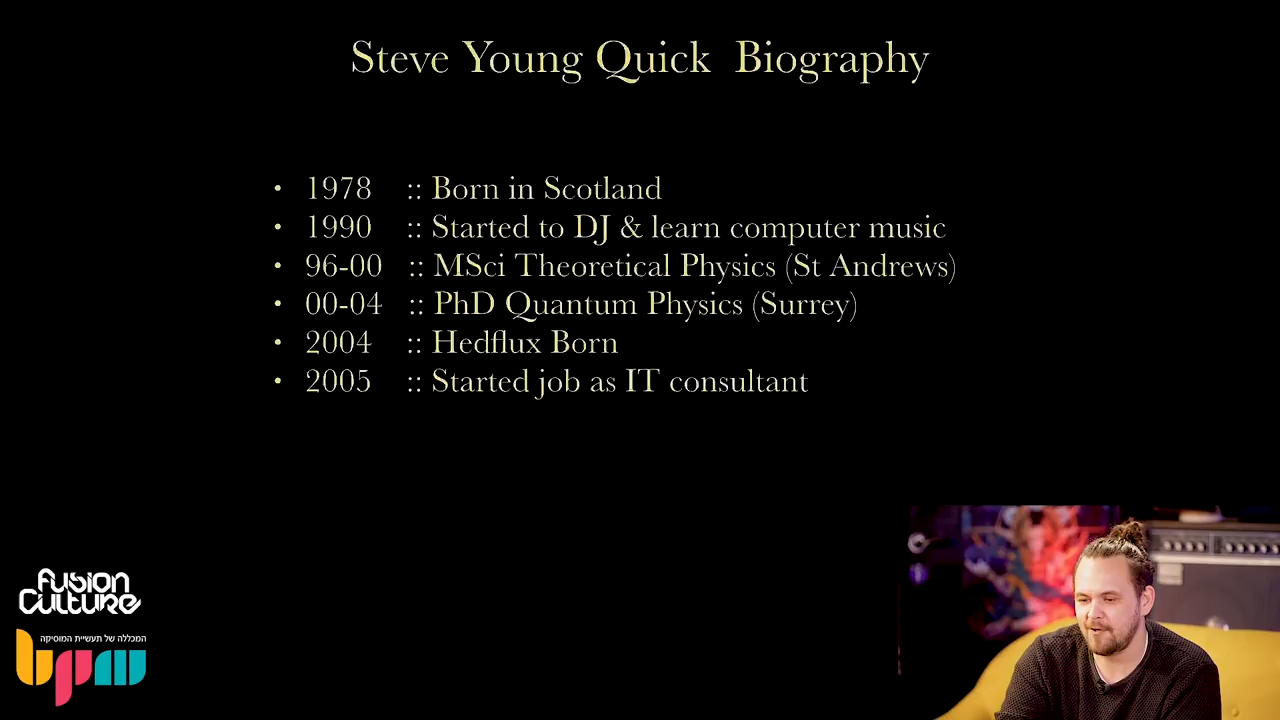 Steve Young Quick Biography
• 1978 :: Born in Scotland
• 1990 :: Started to DJ & learn computer music
• 96-00 :: MSci Theoretical Physics (St Andrews)
• 00-04 :: PhD Quantum Physics (Surrey)
• 2004 :: Hedflux Born
• 2005 :: Started job as IT consultant
fusion
culture
המכללה של תעשיית המוסיקה
bpm